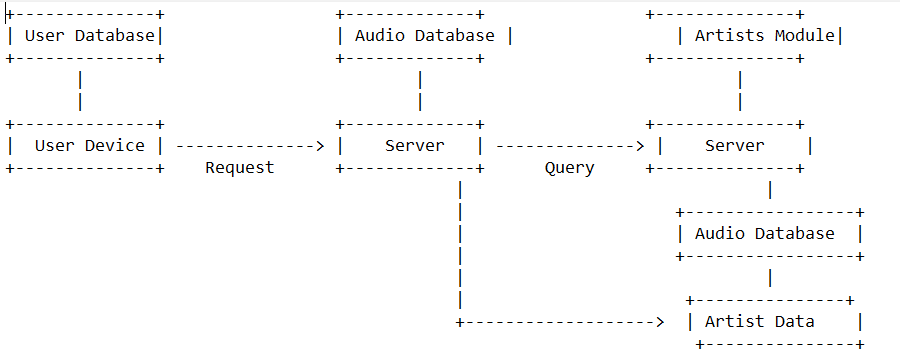 User Database Audio Database Artists Module
User Device Server Server
Request Query
Audio Database
Artist Data